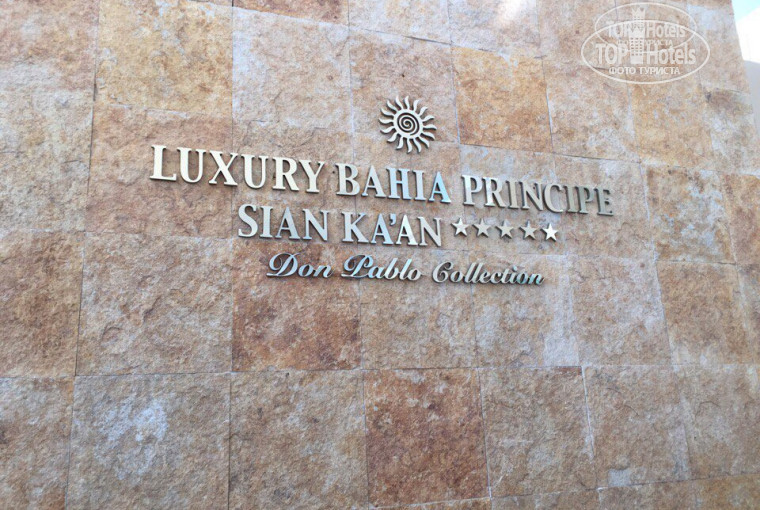 LUXURY BAHIA PRINCIPE
SIAN KA'AN ★★★★★
Don Pablo Collection
TOP Hotels
ФОТО ТУРИСТА